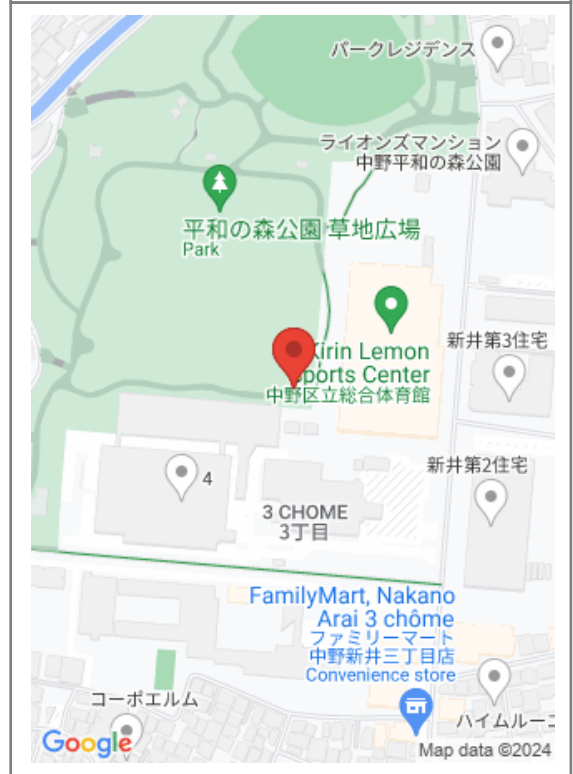 パークレジデンス
ライオンズマンション
中野平和の森公園
平和の森公園 草地広場
Park
Kirin Lemon
Sports Center
中野区立総合体育館
新井第3住宅
新井第2住宅
4
3 CHOME
3丁目
FamilyMart, Nakano
Arai 3 chōme
ファミリーマート
中野新井三丁目店
Convenience store
コーポエルム
ハイムルーエ
Google
Map data ©2024